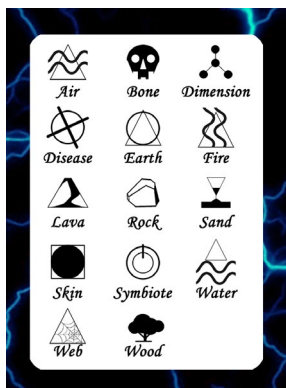 Air Bone Dimension
Disease Earth Fire
Lava Rock Sand
Skin Symbiote Water
Web Wood